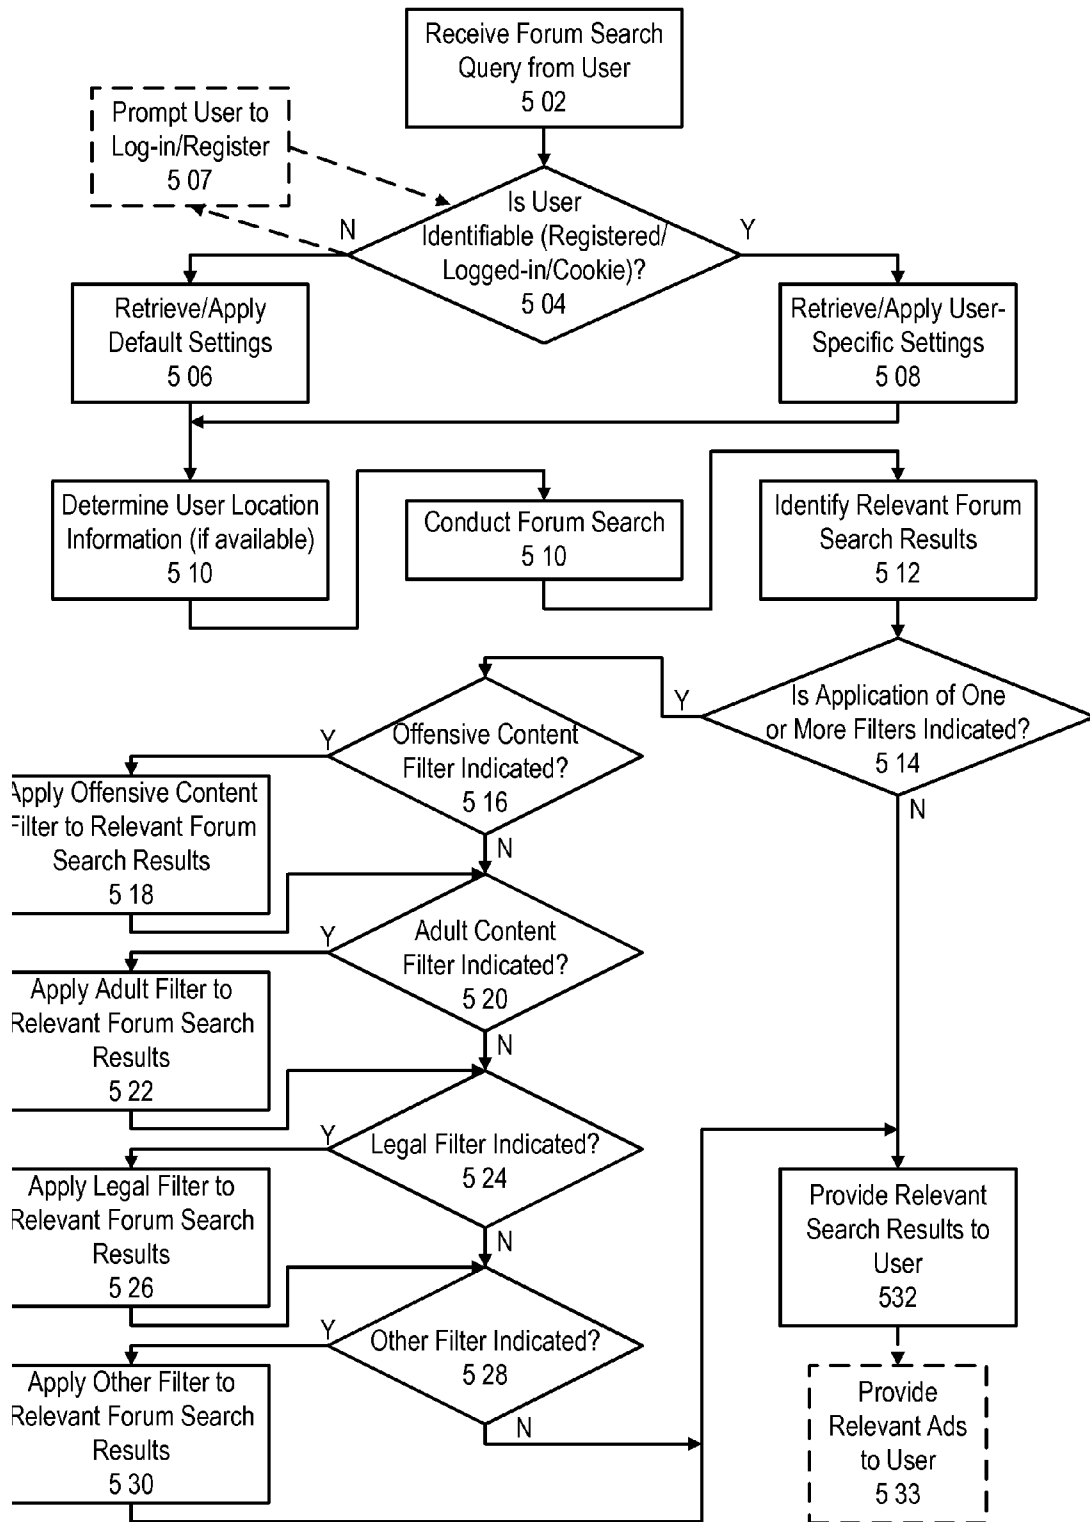 Receive Forum Search
Query from User
5 02
Prompt User to
Log-in/Register
5 07
Is User
Identifiable (Registered/
Logged-in/Cookie)?
5 04
N
Y
Retrieve/Apply
Default Settings
5 06
Retrieve/Apply User-
Specific Settings
5 08
Determine User Location
Information (if available)
5 10
Conduct Forum Search
5 10
Identify Relevant Forum
Search Results
5 12
Is Application of One
or More Filters Indicated?
5 14
Y
N
Offensive Content
Filter Indicated?
5 16
Y
N
Apply Offensive Content
Filter to Relevant Forum
Search Results
5 18
Adult Content
Filter Indicated?
5 20
Y
N
Apply Adult Filter to
Relevant Forum Search
Results
5 22
Legal Filter Indicated?
5 24
Y
N
Apply Legal Filter to
Relevant Forum Search
Results
5 26
Other Filter Indicated?
5 28
Y
N
Apply Other Filter to
Relevant Forum Search
Results
5 30
Provide Relevant
Search Results to
User
532
Provide
Relevant Ads
to User
5 33